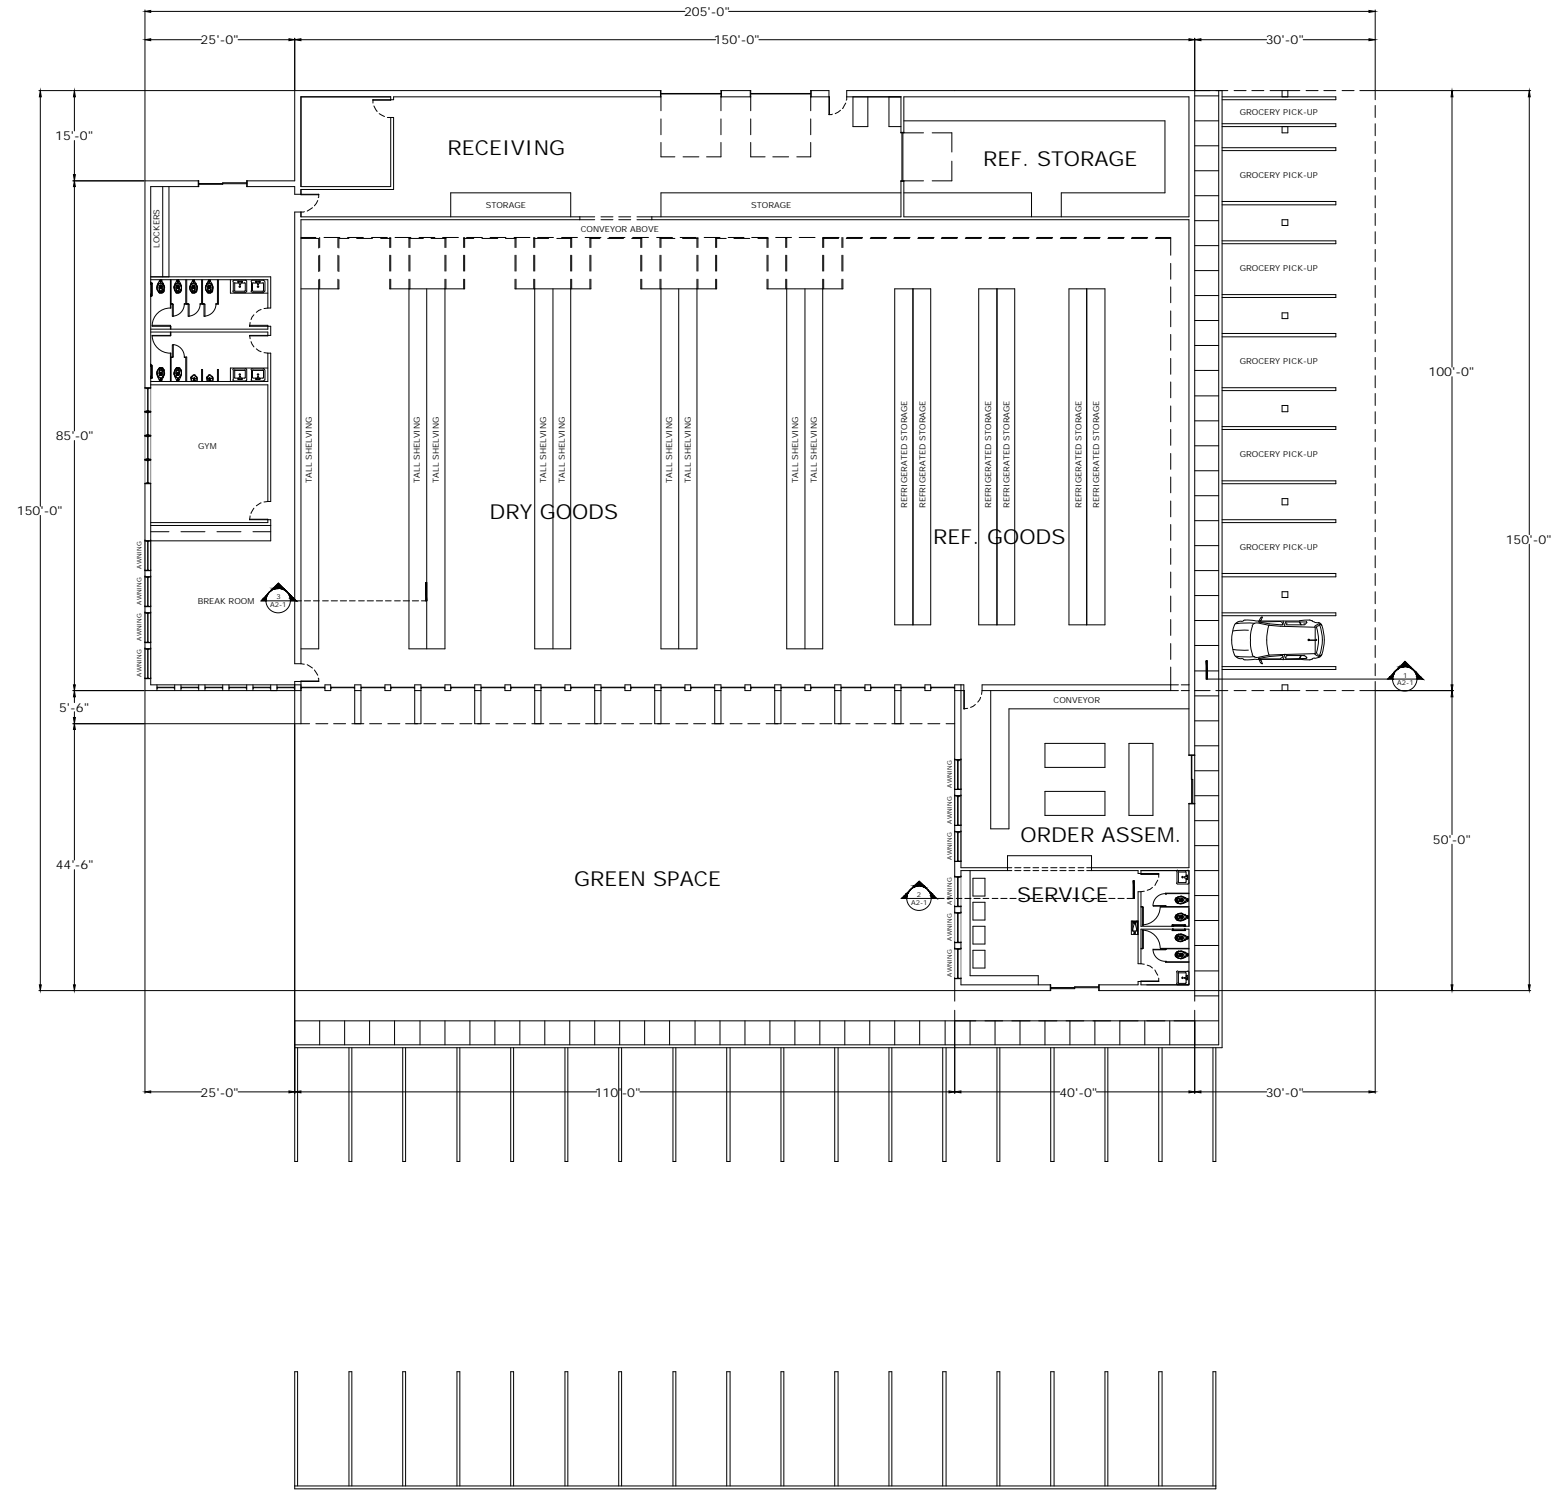 205'-0"
25'-0"
150'-0"
30'-0"
GROCERY PICK-UP
15'-0"
RECEIVING
REF. STORAGE
GROCERY PICK-UP
STORAGE
STORAGE
LOCKERS
CONVEYOR ABOVE
GROCERY PICK-UP
GROCERY PICK-UP
100'-0"
85'-0"
GYM
TALL SHELVING
TALL SHELVING
TALL SHELVING
TALL SHELVING
TALL SHELVING
TALL SHELVING
TALL SHELVING
TALL SHELVING
TALL SHELVING
REFRIGERATED STORAGE
REFRIGERATED STORAGE
REFRIGERATED STORAGE
REFRIGERATED STORAGE
REFRIGERATED STORAGE
REFRIGERATED STORAGE
GROCERY PICK-UP
150'-0"
DRY GOODS
REF. GOODS
150'-0"
GROCERY PICK-UP
AWNING
AWNING
AWNING
AWNING
BREAK ROOM
3
A2-1
1
A2-1
5'-6"
CONVEYOR
AWNING
AWNING
AWNING
ORDER ASSEM.
50'-0"
44'-6"
GREEN SPACE
2
A2-1
SERVICE
AWNING
AWNING
AWNING
25'-0"
110'-0"
40'-0"
30'-0"